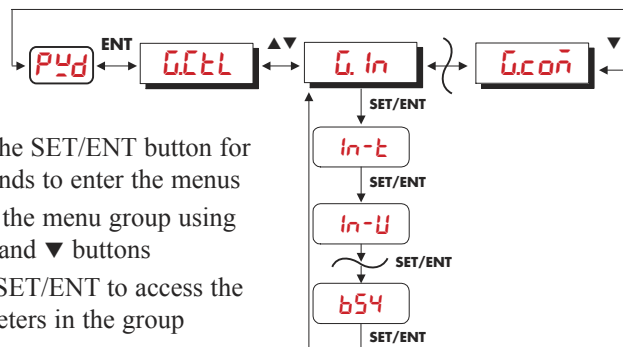 ENT ▲▼ ▼
PYd G.CtL G. In G.con
SET/ENT
In-t
SET/ENT
In-U
SET/ENT
bSY
SET/ENT
he SET/ENT button for
nds to enter the menus
the menu group using
and ▼ buttons
SET/ENT to access the
eters in the group